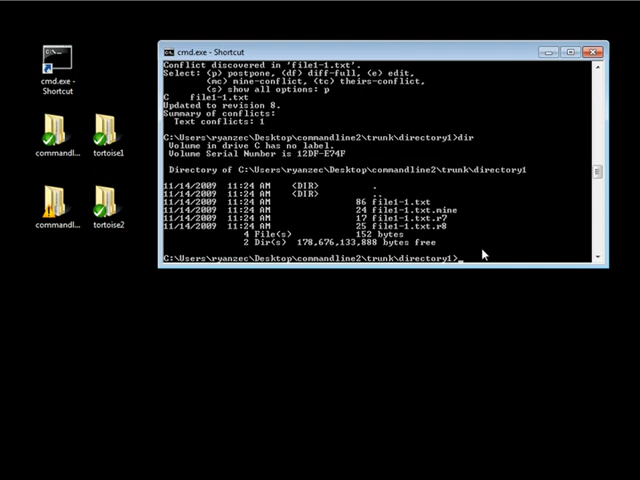 cmd.exe - Shortcut
commandl...
tortoise1
commandl...
tortoise2
cmd.exe - Shortcut
Conflict discovered in 'file1-1.txt'.
Select: (p) postpone, (df) diff-full, (e) edit,
(mc) mine-conflict, (tc) theirs-conflict,
(s) show all options: p
C    file1-1.txt
Updated to revision 8.
Summary of conflicts:
Text conflicts: 1
C:\Users\ryanzec\Desktop\commandline2\trunk\directory1>dir
Volume in drive C has no label.
Volume Serial Number is 12DF-E74F
Directory of C:\Users\ryanzec\Desktop\commandline2\trunk\directory1
11/14/2009  11:24 AM    <DIR>          .
11/14/2009  11:24 AM    <DIR>          ..
11/14/2009  11:24 AM                86 file1-1.txt
11/14/2009  11:24 AM                24 file1-1.txt.mine
11/14/2009  11:24 AM                17 file1-1.txt.r7
11/14/2009  11:24 AM                25 file1-1.txt.r8
4 File(s)            152 bytes
2 Dir(s)  178,676,133,888 bytes free
C:\Users\ryanzec\Desktop\commandline2\trunk\directory1>_